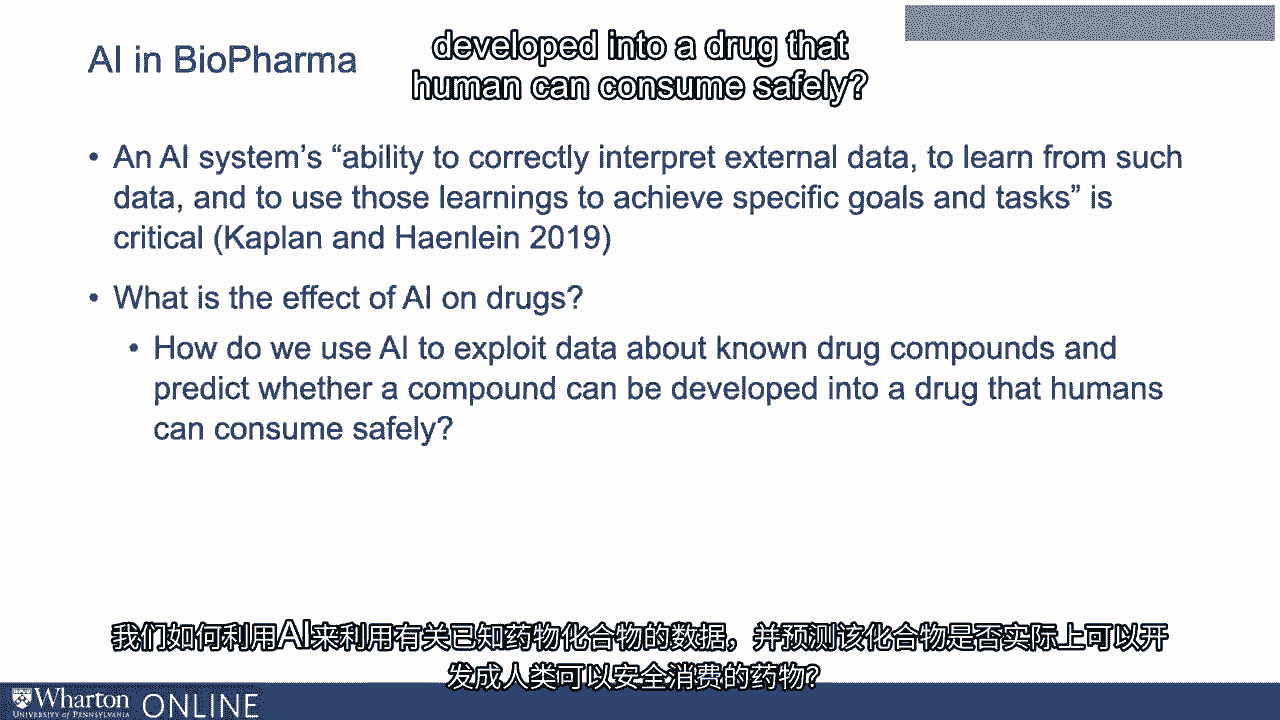 AI in BioPharma
developed into a drug that
human can consume safely?
• An AI system’s “ability to correctly interpret external data, to learn from such
data, and to use those learnings to achieve specific goals and tasks” is
critical (Kaplan and Haenlein 2019)
• What is the effect of AI on drugs?
• How do we use AI to exploit data about known drug compounds and
predict whether a compound can be developed into a drug that humans
can consume safely?
我们如何利用AI来利用有关已知药物化合物的数据，并预测该化合物是否实际上可以开
发成人类可以安全消费的药物？
Wharton
UNIVERSITY of PENNSYLVANIA
ONLINE